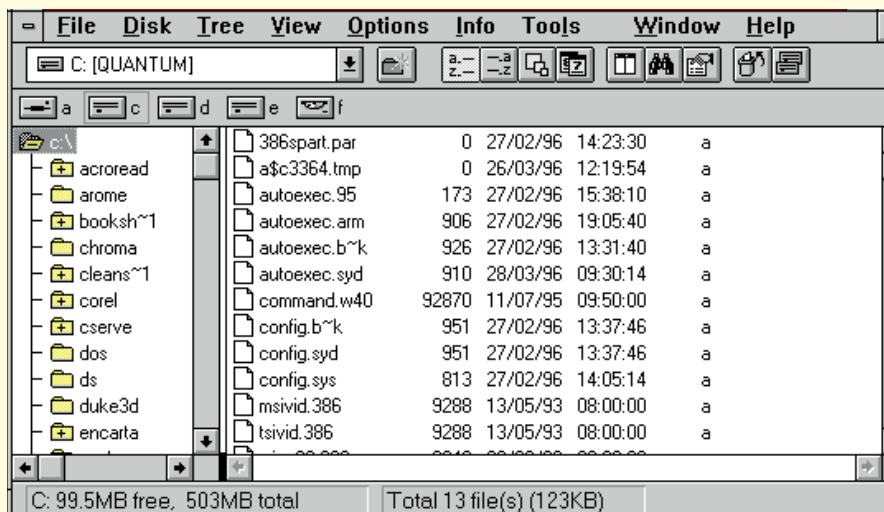 File Disk Tree View Options Info Tools Window Help
C: [QUANTUM]
a c d e f
c:\
acroread
arome
booksh~1
chroma
cleans~1
corel
cserve
dos
ds
duke3d
encarta
386spart.par 0 27/02/96 14:23:30 a
a$c3364.tmp 0 26/03/96 12:19:54 a
autoexec.95 173 27/02/96 15:38:10 a
autoexec.arm 906 27/02/96 19:05:40 a
autoexec.b~k 926 27/02/96 13:31:40 a
autoexec.syd 910 28/03/96 09:30:14 a
command.w40 92870 11/07/95 09:50:00 a
config.b~k 951 27/02/96 13:37:46 a
config.syd 951 27/02/96 13:37:46 a
config.sys 813 27/02/96 14:05:14 a
msivid.386 9288 13/05/93 08:00:00 a
tsivid.386 9288 13/05/93 08:00:00 a
C: 99.5MB free, 503MB total
Total 13 file(s) (123KB)